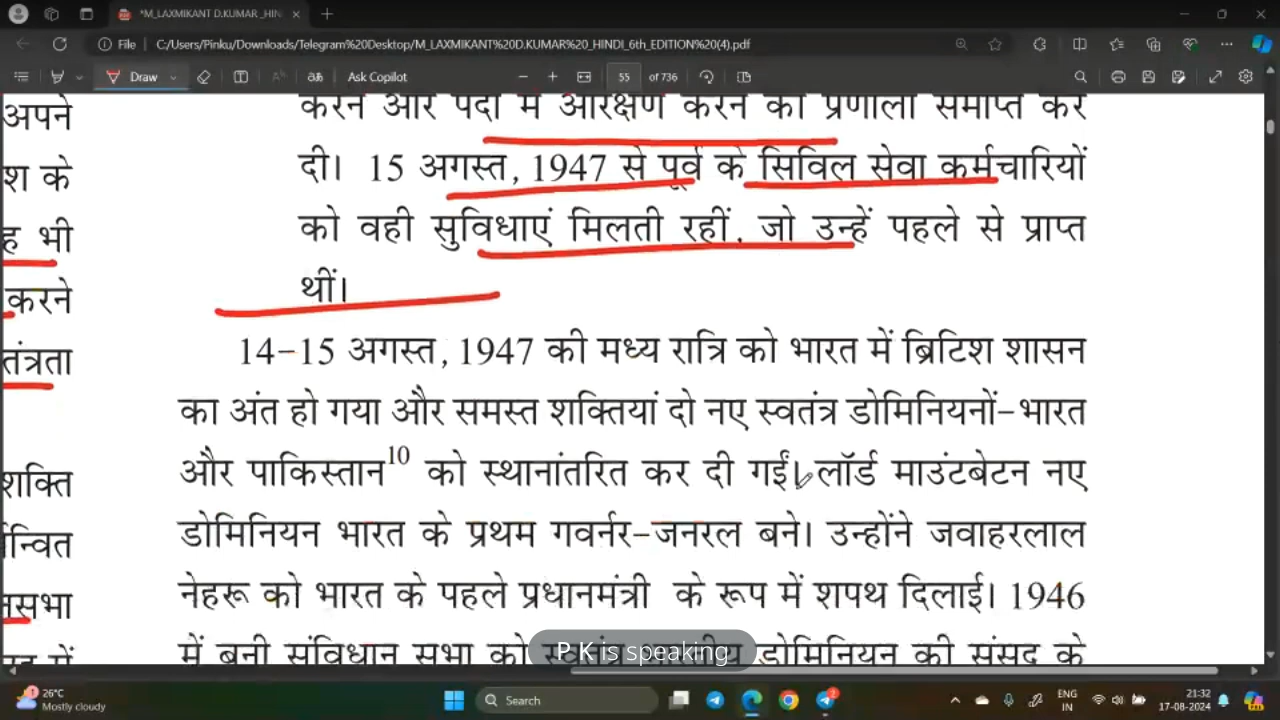 *M_LAXMIKANT D.KUMAR _HIN
File C:/Users/Pinku/Downloads/Telegram%20Desktop/M_LAXMIKANT%20D.KUMAR%20_HINDI_6th_EDITION%20(4).pdf
Draw Ask Copilot 55 of 736
अपने
श के
ह भी
करने
तंत्रता
शक्ति
न्वित
सभा
करने और पदों में आरक्षण करने की प्रणाली समाप्त कर
दी। 15 अगस्त, 1947 से पूर्व के सिविल सेवा कर्मचारियों
को वही सुविधाएं मिलती रहीं, जो उन्हें पहले से प्राप्त
थीं।
14-15 अगस्त, 1947 की मध्य रात्रि को भारत में ब्रिटिश शासन
का अंत हो गया और समस्त शक्तियां दो नए स्वतंत्र डोमिनियनों-भारत
और पाकिस्तान10 को स्थानांतरित कर दी गईं। लॉर्ड माउंटबेटन नए
डोमिनियन भारत के प्रथम गवर्नर-जनरल बने। उन्होंने जवाहरलाल
नेहरू को भारत के पहले प्रधानमंत्री के रूप में शपथ दिलाई। 1946
में बनी संविधान सभा को डोमिनियन की संसद के
P K is speaking
26°C
Mostly cloudy
Search
ENG
IN
21:32
17-08-2024